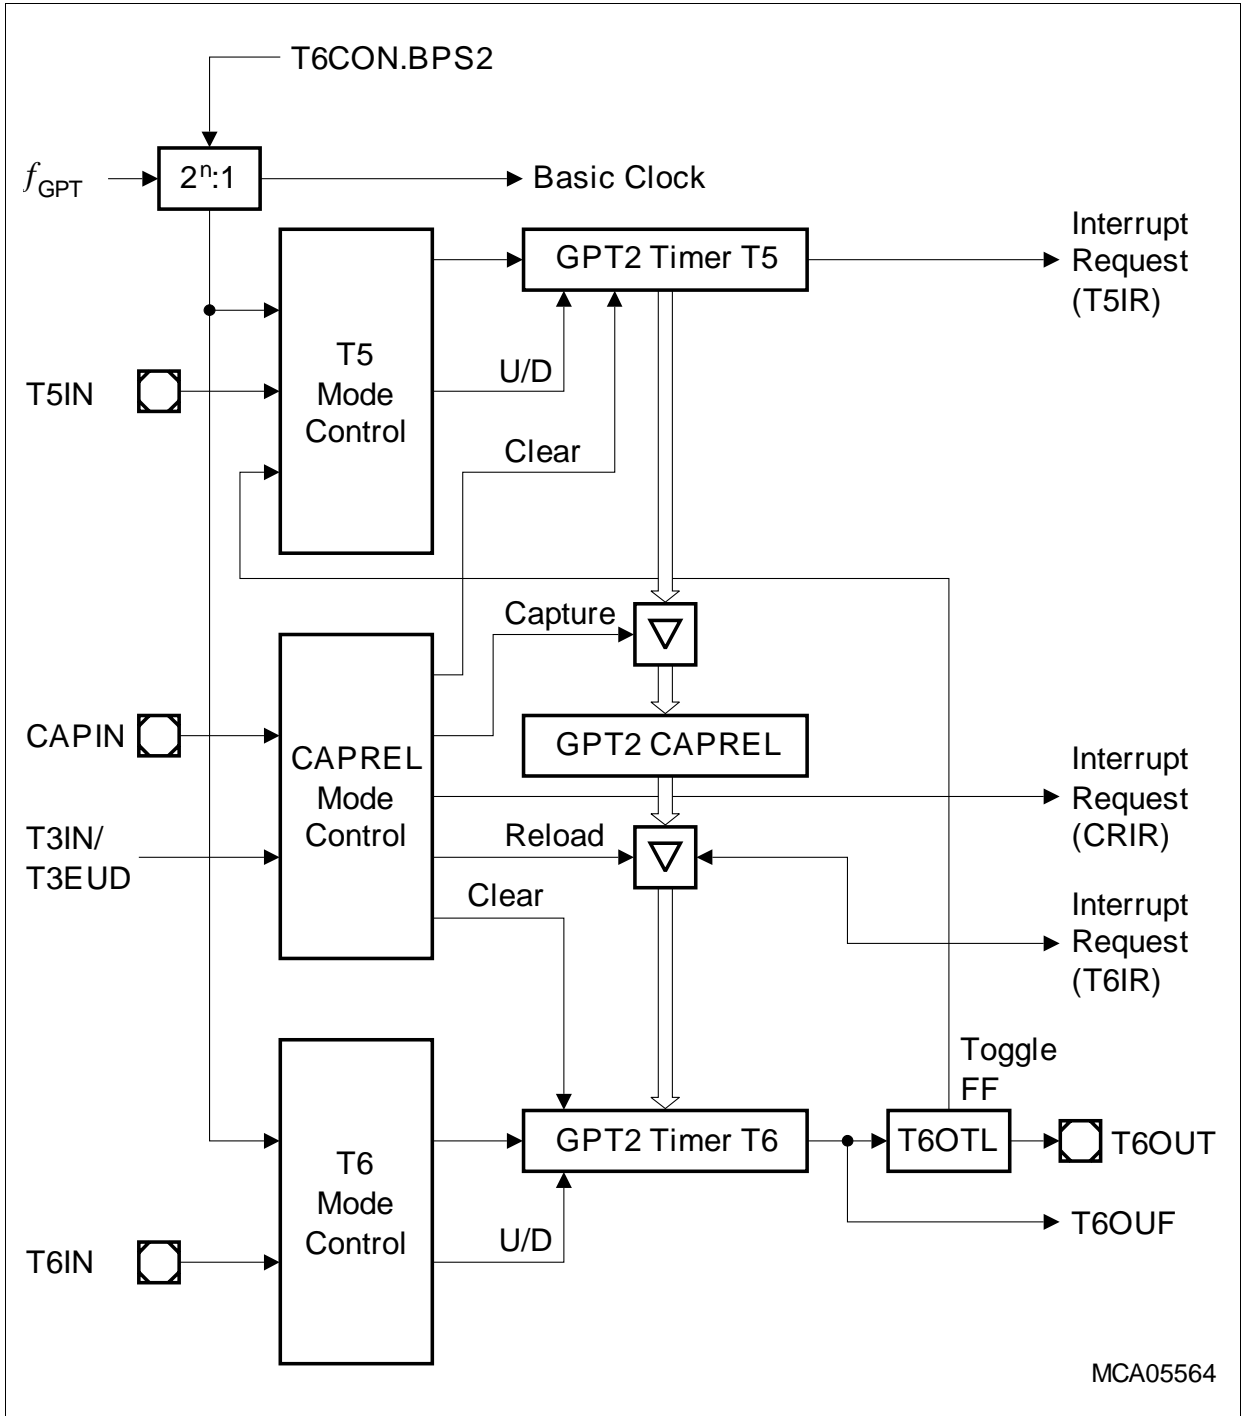 T6CON.BPS2
fGPT
2n:1
Basic Clock
Interrupt
Request
(T5IR)
GPT2 Timer T5
T5
Mode
Control
U/D
T5IN
Clear
Capture
CAPIN
GPT2 CAPREL
CAPREL
Mode
Control
Interrupt
Request
(CRIR)
T3IN/
T3EUD
Reload
Clear
Interrupt
Request
(T6IR)
Toggle
FF
GPT2 Timer T6
T6OTL
T6OUT
T6
Mode
Control
T6OUF
U/D
T6IN
MCA05564